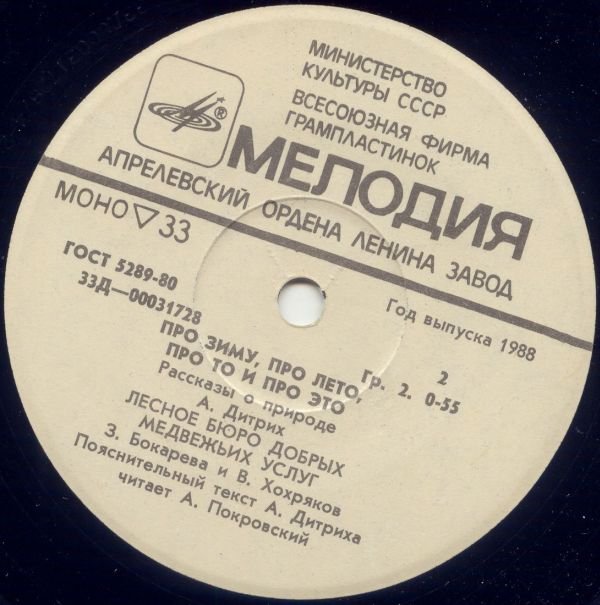 МИНИСТЕРСТВО
КУЛЬТУРЫ СССР
ВСЕСОЮЗНАЯ ФИРМА
ГРАМПЛАСТИНОК
®
МЕЛОДИЯ
АПРЕЛЕВСКИЙ ОРДЕНА ЛЕНИНА ЗАВОД
МОНО ▽ 33
ГОСТ 5289-80
33Д—00031728
Год выпуска 1988
2
Гр. 2. 0-55
ПРО ЗИМУ, ПРО ЛЕТО,
ПРО ТО И ПРО ЭТО
Рассказы о природе
А. Дитрих
ЛЕСНОЕ БЮРО ДОБРЫХ
МЕДВЕЖЬИХ УСЛУГ
З. Бокарева и В. Хохряков
Пояснительный текст А. Дитриха
читает А. Покровский